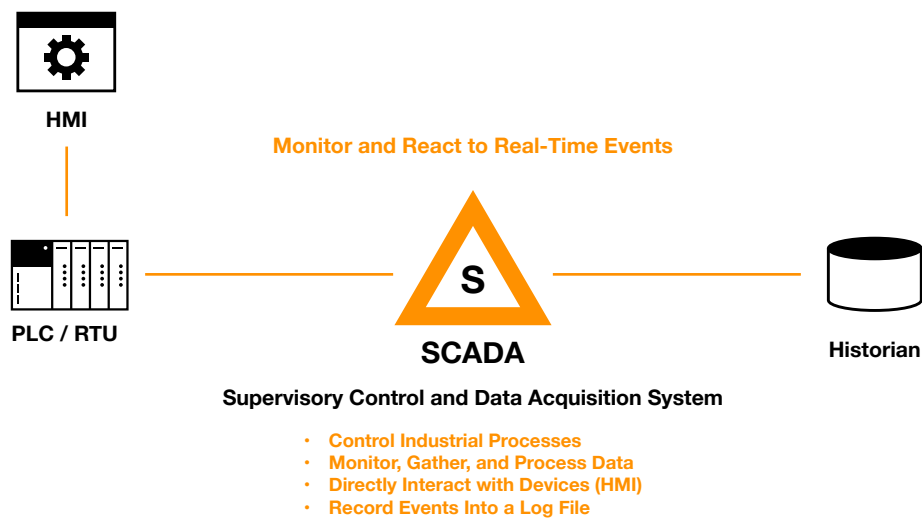 HMI
Monitor and React to Real-Time Events
S
PLC / RTU
SCADA
Historian
Supervisory Control and Data Acquisition System
• Control Industrial Processes
• Monitor, Gather, and Process Data
• Directly Interact with Devices (HMI)
• Record Events Into a Log File